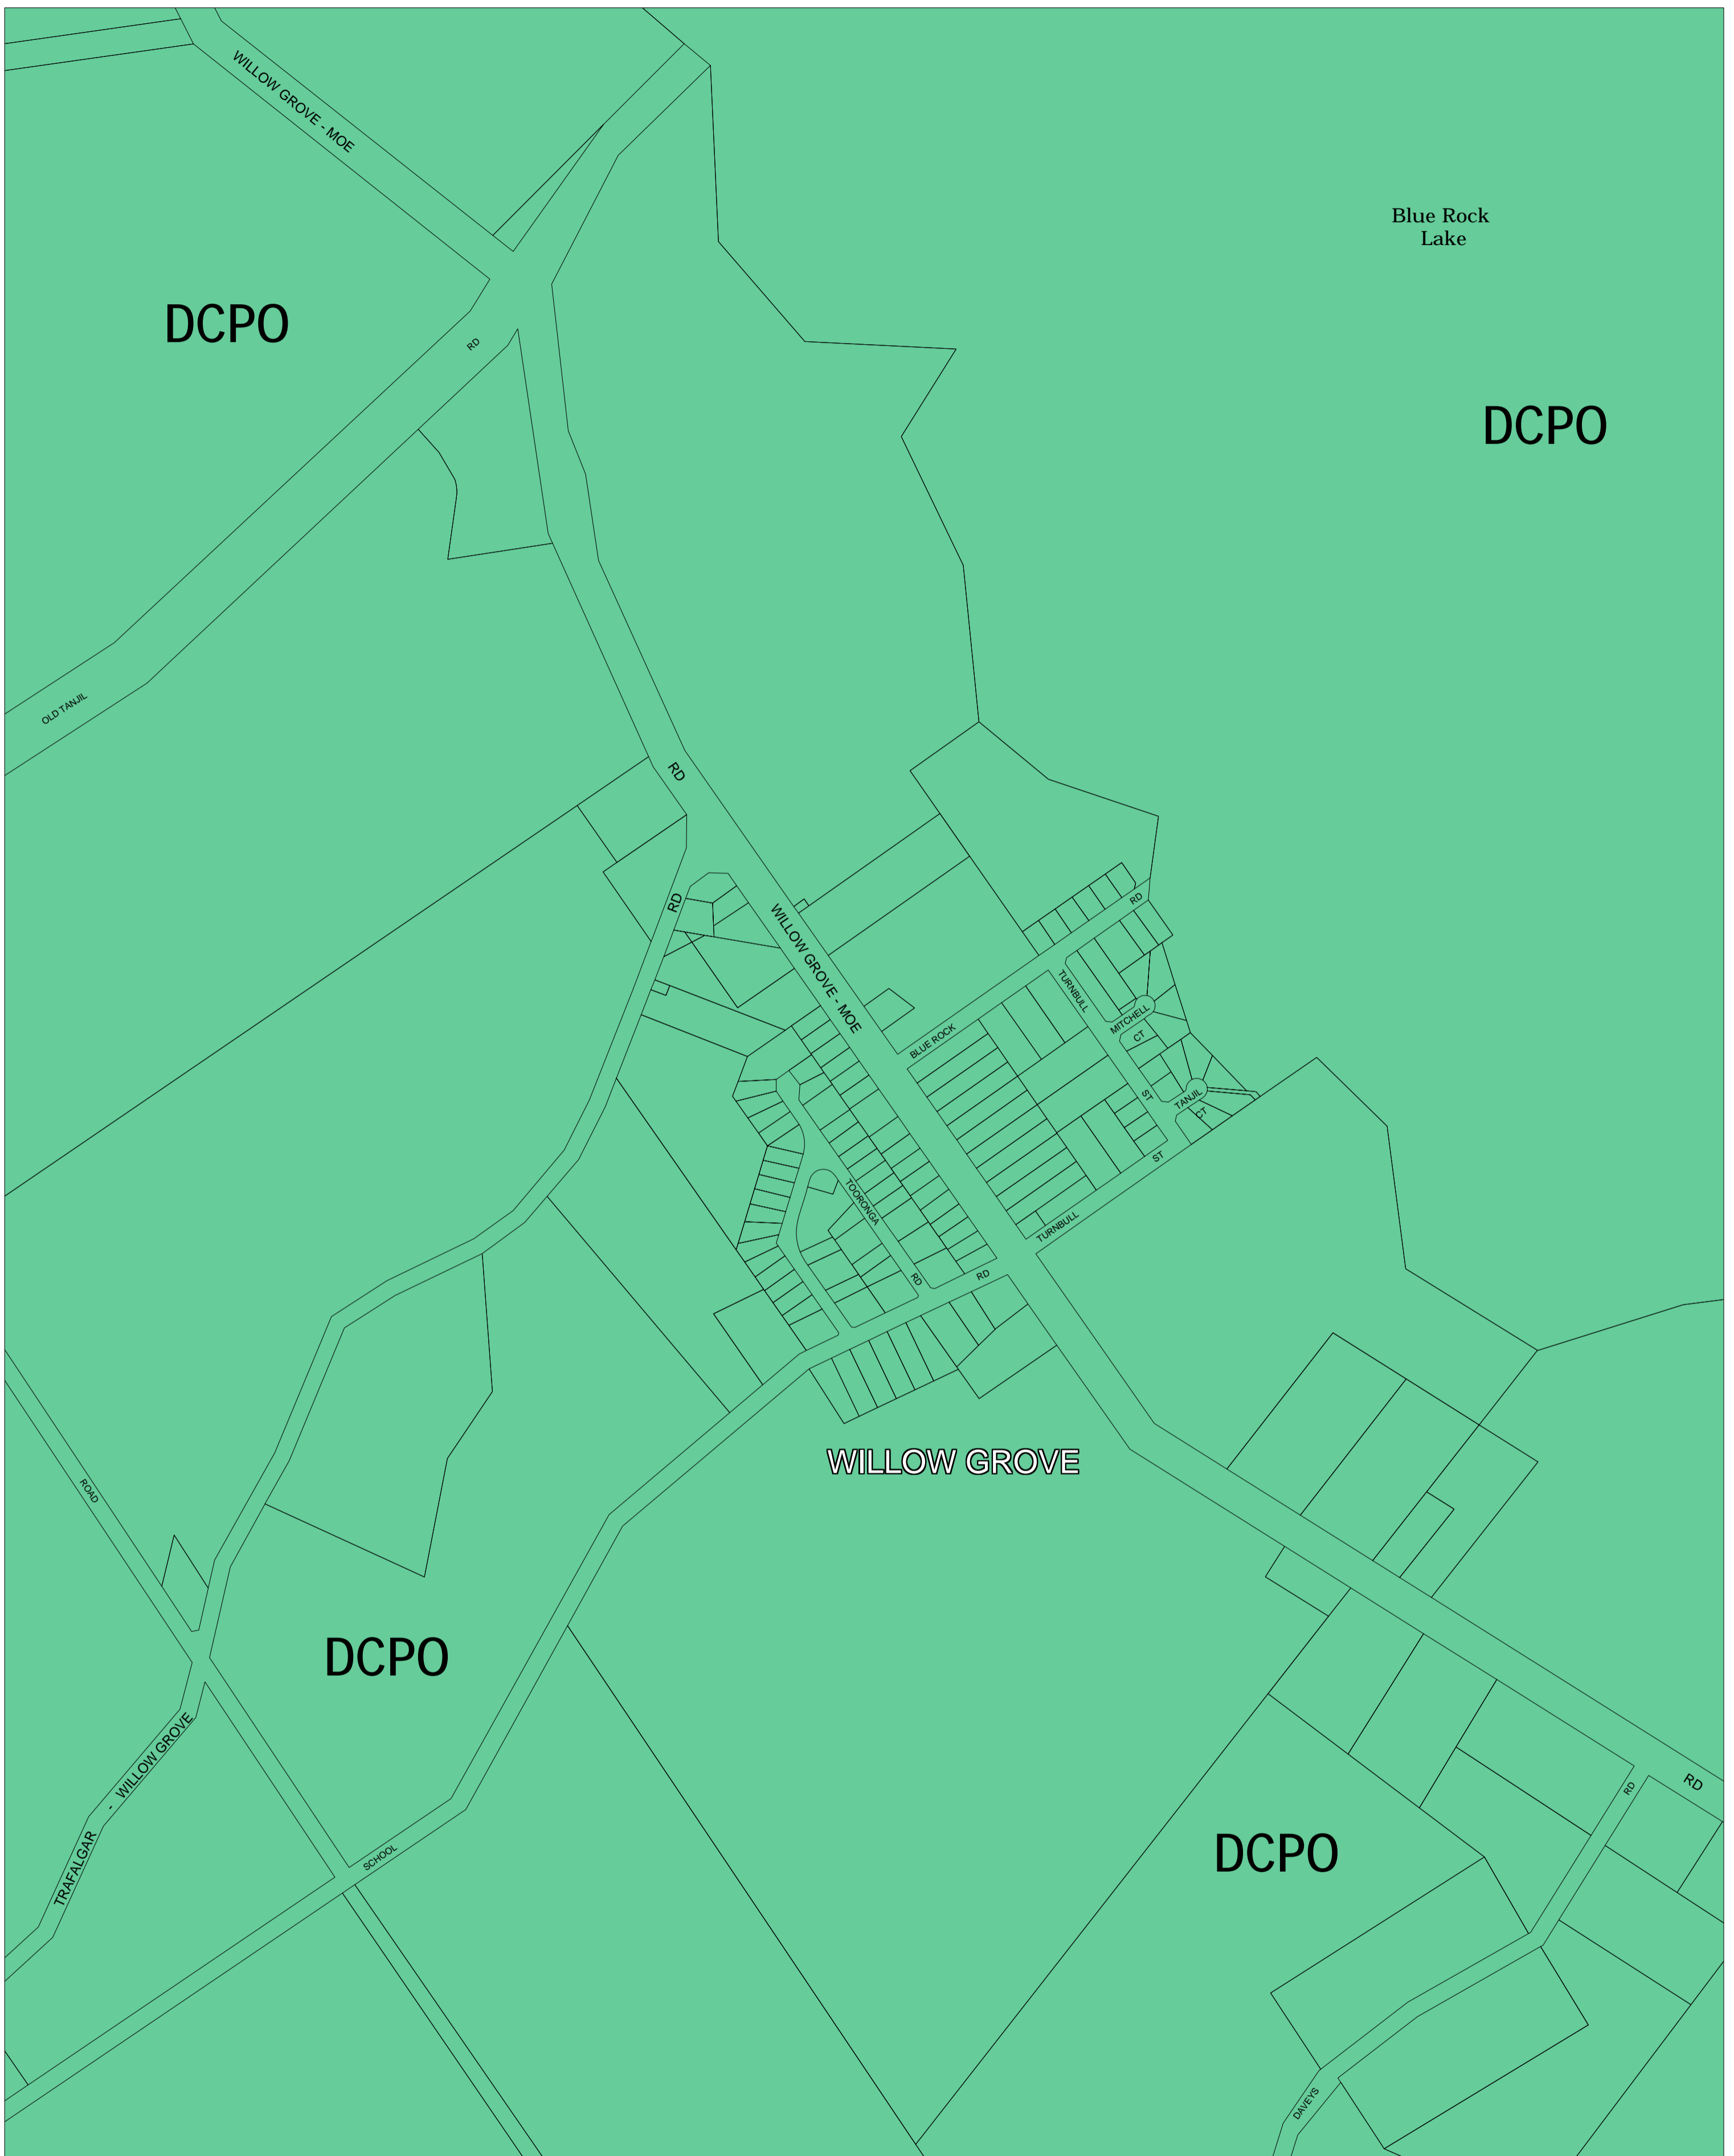 WILLOW GROVE - MOE
Blue Rock
Lake
DCPO
RD
DCPO
OLD TANJIL
RD
RD
WILLOW GROVE - MOE
RD
TURNBULL
MITCHELL
CT
BLUE ROCK
ST
TANJIL
CT
ST
TOORONGA
TURNBULL
RD
RD
WILLOW GROVE
ROAD
DCPO
TRAFALGAR - WILLOW GROVE
RD
RD
SCHOOL
DCPO
DAVEYS